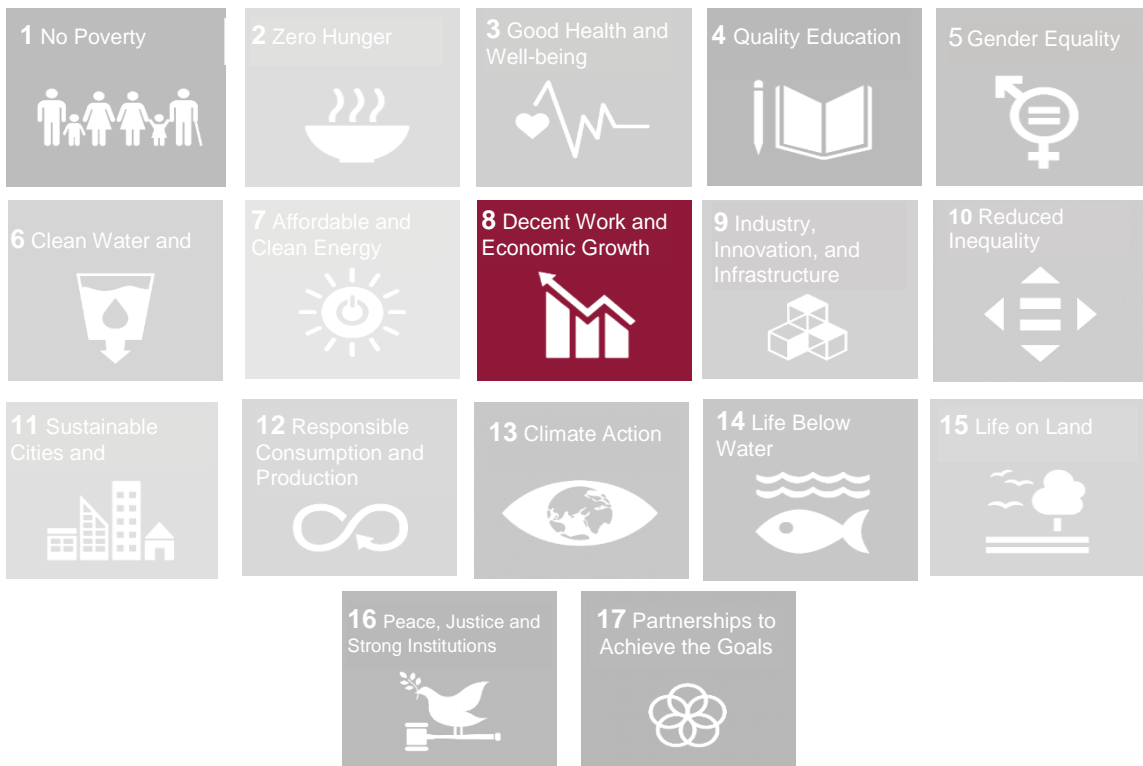 1 No Poverty
2 Zero Hunger
3 Good Health and
Well-being
4 Quality Education
5 Gender Equality
6 Clean Water and
7 Affordable and
Clean Energy
8 Decent Work and
Economic Growth
9 Industry,
Innovation, and
Infrastructure
10 Reduced
Inequality
11 Sustainable
Cities and
12 Responsible
Consumption and
Production
13 Climate Action
14 Life Below
Water
15 Life on Land
16 Peace, Justice and
Strong Institutions
17 Partnerships to
Achieve the Goals